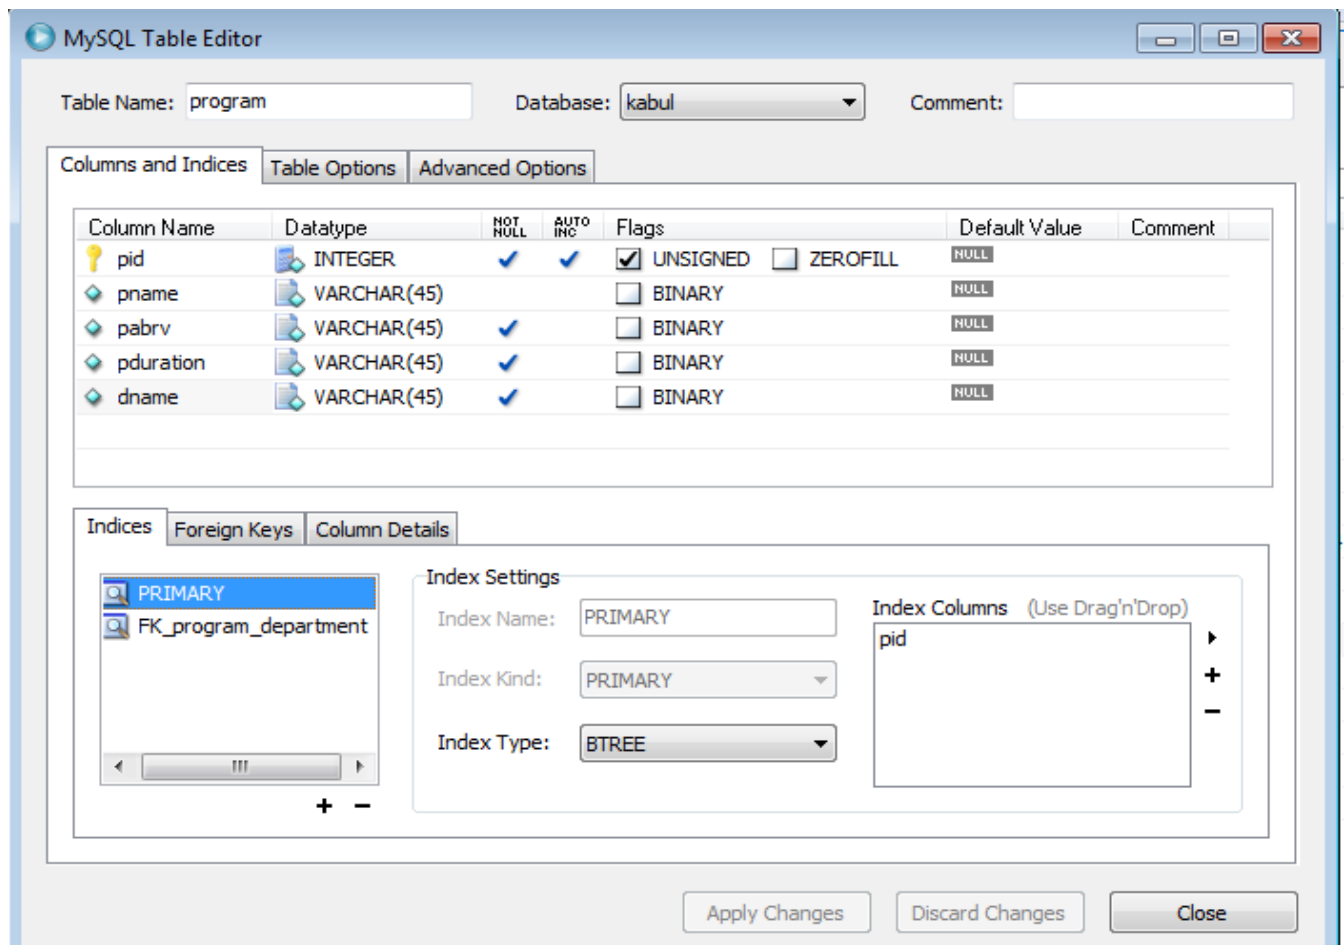 MySQL Table Editor
Table Name: program Database: kabul Comment:
Columns and Indices Table Options Advanced Options
Column Name Datatype NOT NULL AUTO INC Flags Default Value Comment
pid INTEGER UNSIGNED ZEROFILL NULL
pname VARCHAR(45) BINARY NULL
pabrv VARCHAR(45) BINARY NULL
pduration VARCHAR(45) BINARY NULL
dname VARCHAR(45) BINARY NULL
Indices Foreign Keys Column Details
PRIMARY
FK_program_department
Index Settings
Index Name: PRIMARY
Index Kind: PRIMARY
Index Type: BTREE
Index Columns (Use Drag'n'Drop)
pid
Apply Changes Discard Changes Close